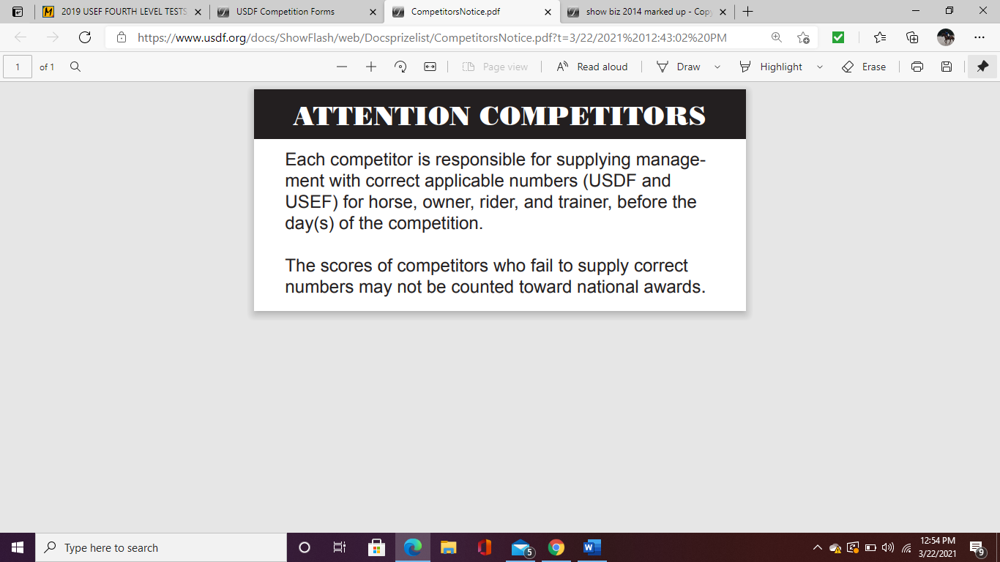 2019 USEF FOURTH LEVEL TESTS
USDF Competition Forms
CompetitorsNotice.pdf
show biz 2014 marked up - Cop
https://www.usdf.org/docs/ShowFlash/web/Docsprizelist/CompetitorsNotice.pdf?t=3/22/2021%2012:43:02%20PM
1 of 1 Page view Read aloud Draw Highlight Erase
ATTENTION COMPETITORS
Each competitor is responsible for supplying manage-
ment with correct applicable numbers (USDF and
USEF) for horse, owner, rider, and trainer, before the
day(s) of the competition.
The scores of competitors who fail to supply correct
numbers may not be counted toward national awards.
Type here to search
5
12:54 PM
3/22/2021
9